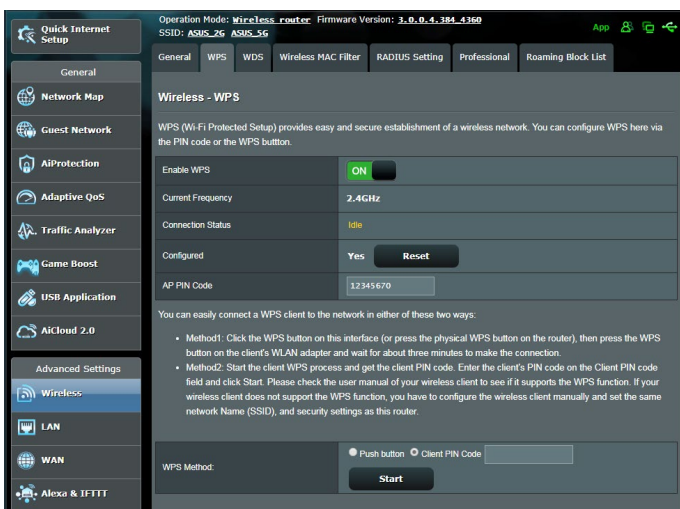 Quick Internet
Setup
General
Network Map
Guest Network
AiProtection
Adaptive QoS
Traffic Analyzer
Game Boost
USB Application
AiCloud 2.0
Advanced Settings
Wireless
LAN
WAN
Alexa & IFTTT
Operation Mode: Wireless router Firmware Version: 3.0.0.4.384_4360
SSID: ASUS_2G ASUS_5G
App
General WPS WDS Wireless MAC Filter RADIUS Setting Professional Roaming Block List
Wireless - WPS
WPS (Wi-Fi Protected Setup) provides easy and secure establishment of a wireless network. You can configure WPS here via
the PIN code or the WPS buttton.
Enable WPS ON
Current Frequency 2.4GHz
Connection Status Idle
Configured Yes Reset
AP PIN Code 12345670
You can easily connect a WPS client to the network in either of these two ways:
• Method1: Click the WPS button on this interface (or press the physical WPS button on the router), then press the WPS
button on the client's WLAN adapter and wait for about three minutes to make the connection.
• Method2: Start the client WPS process and get the client PIN code. Enter the client's PIN code on the Client PIN code
field and click Start. Please check the user manual of your wireless client to see if it supports the WPS function. If your
wireless client does not support the WPS function, you have to configure the wireless client manually and set the same
network Name (SSID), and security settings as this router.
WPS Method: Push button Client PIN Code
Start